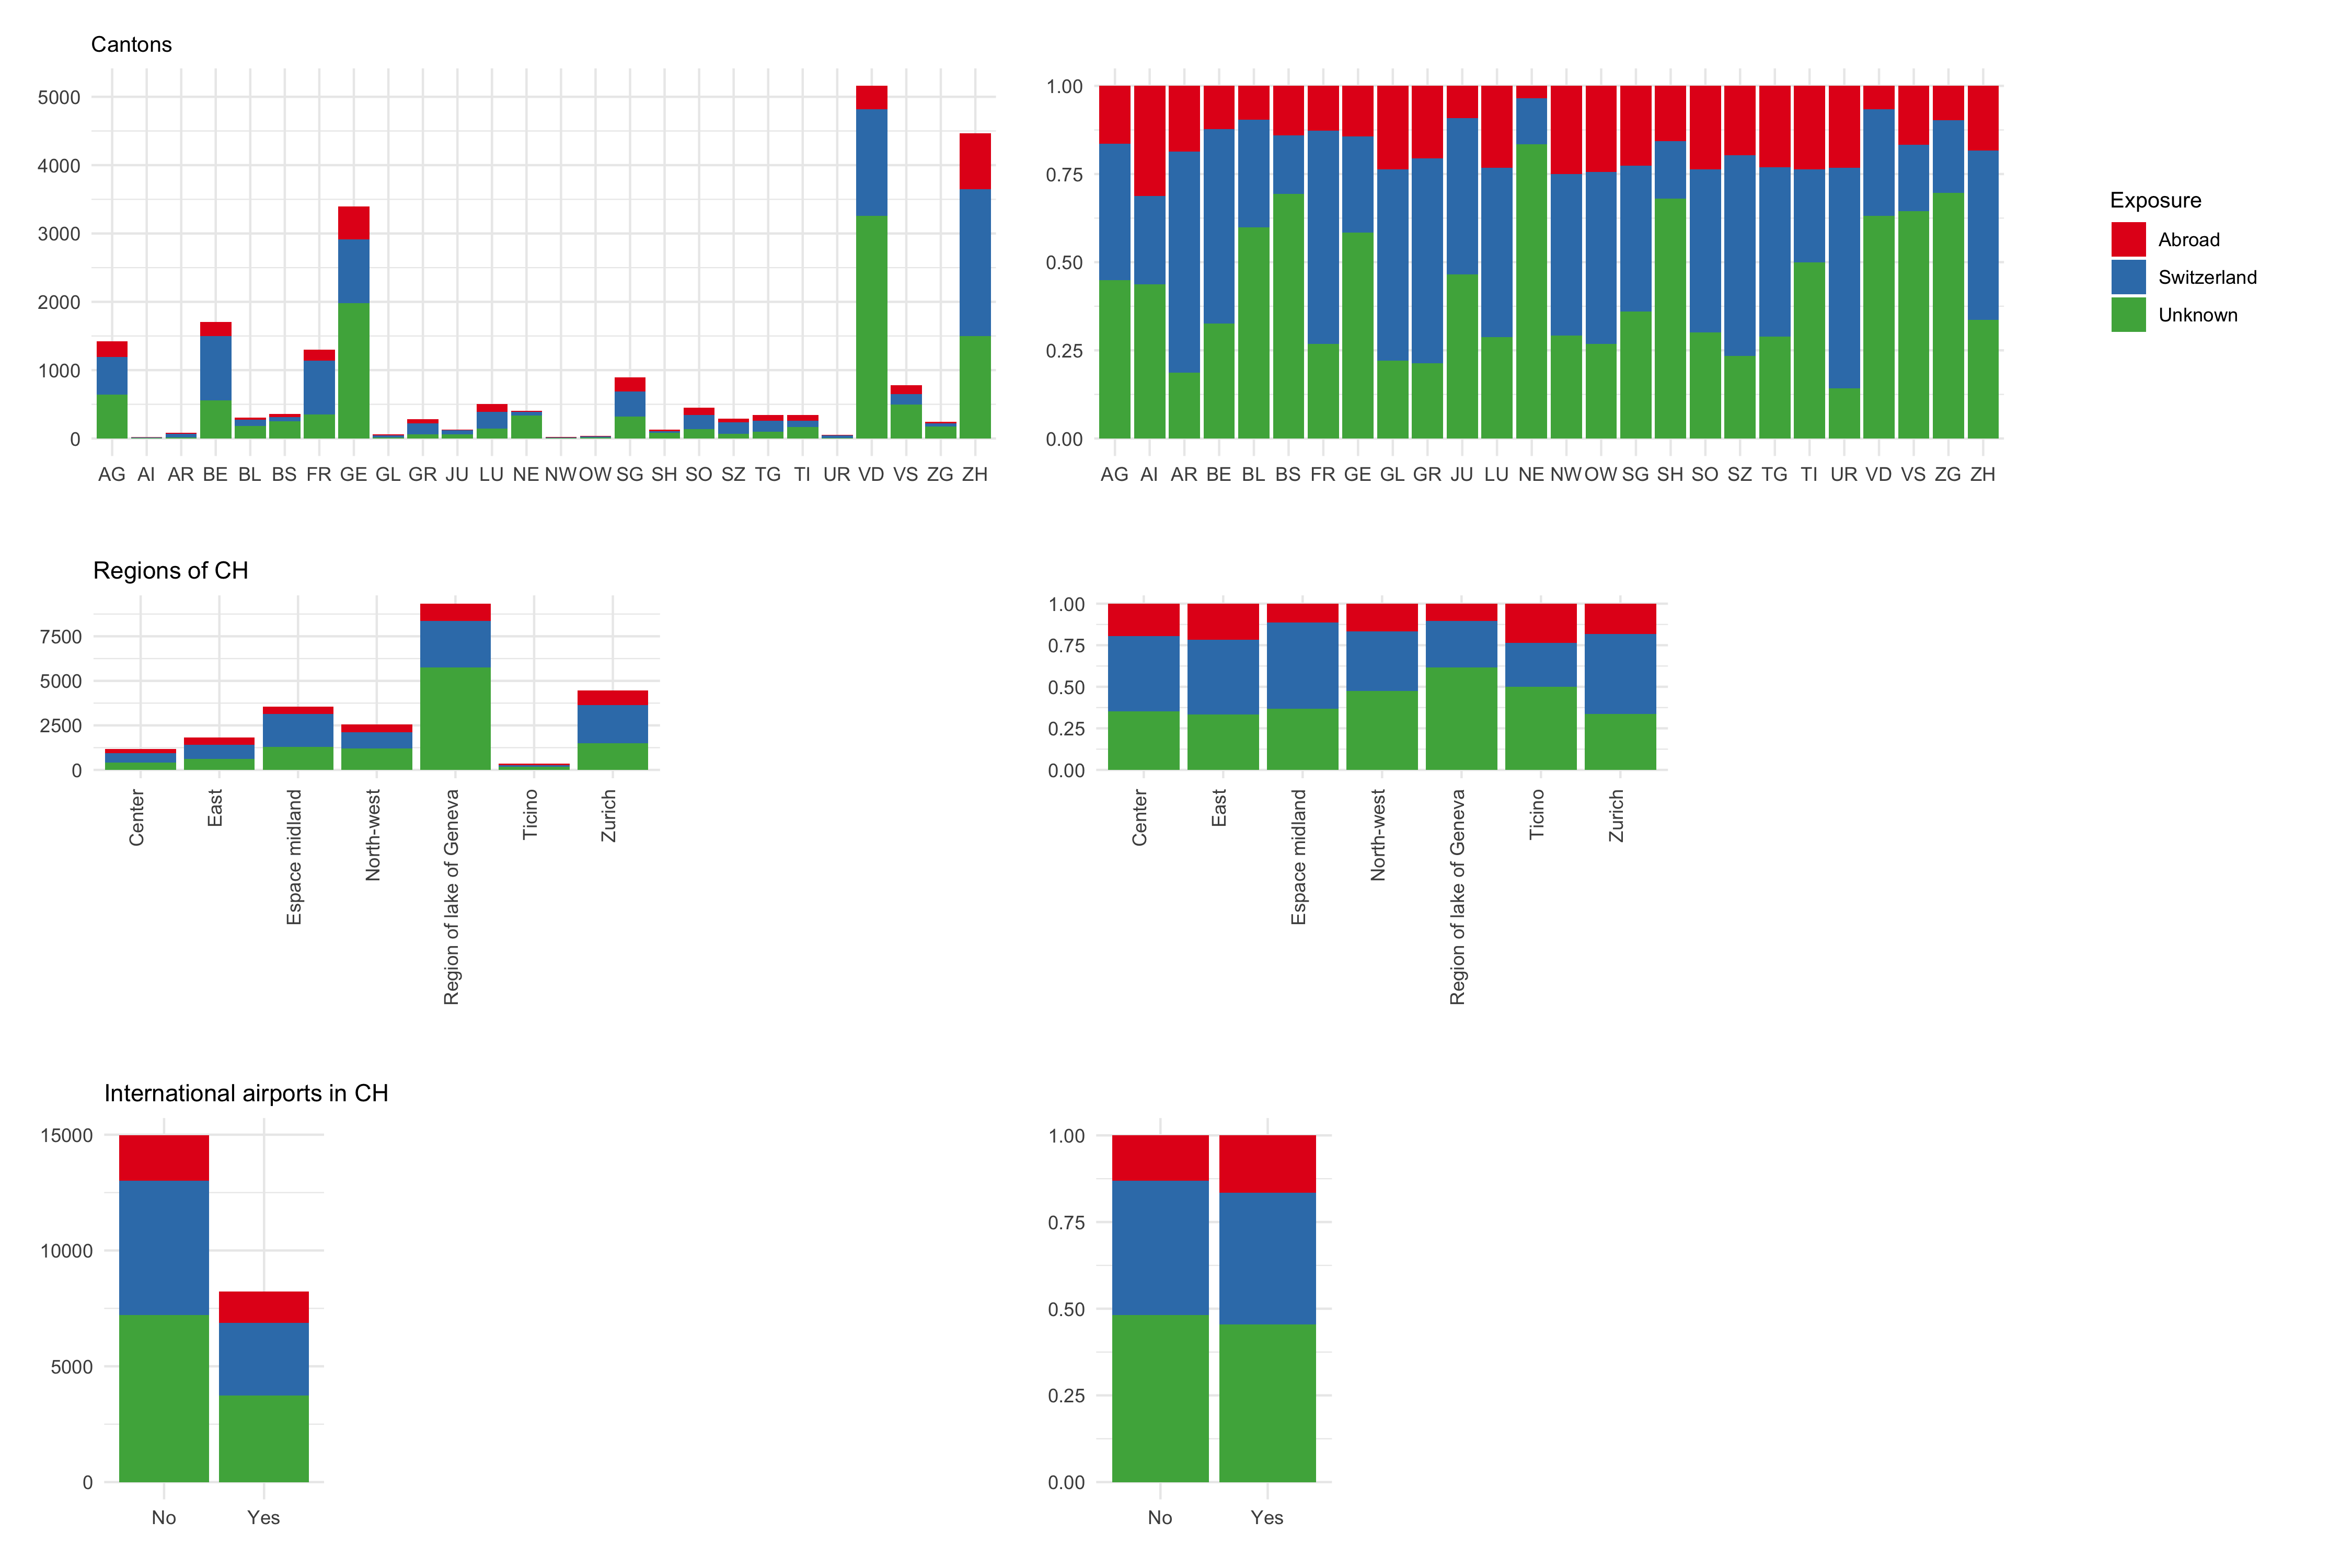 Cantons
5000
4000
3000
2000
1000
0
AG AI AR BE BL BS FR GE GL GR JU LU NE NW OW SG SH SO SZ TG TI UR VD VS ZG ZH
1.00
0.75
0.50
0.25
0.00
AG AI AR BE BL BS FR GE GL GR JU LU NE NW OW SG SH SO SZ TG TI UR VD VS ZG ZH
Exposure
Abroad
Switzerland
Unknown
Regions of CH
7500
5000
2500
0
Center
East
Espace midland
North-west
Region of lake of Geneva
Ticino
Zurich
1.00
0.75
0.50
0.25
0.00
Center
East
Espace midland
North-west
Region of lake of Geneva
Ticino
Zurich
International airports in CH
15000
10000
5000
0
No Yes
1.00
0.75
0.50
0.25
0.00
No Yes